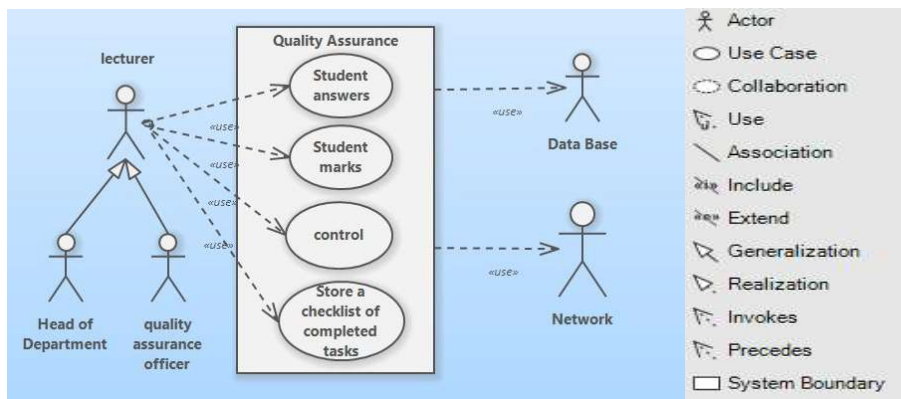 lecturer
Quality Assurance
Student
answers
«use»
Student
marks
«use»
«use»
control
«use»
Store a
checklist of
completed
tasks
Head of
Department
quality
assurance
officer
«use»
Data Base
«use»
Network
Actor
Use Case
Collaboration
Use
Association
Include
Extend
Generalization
Realization
Invokes
Precedes
System Boundary